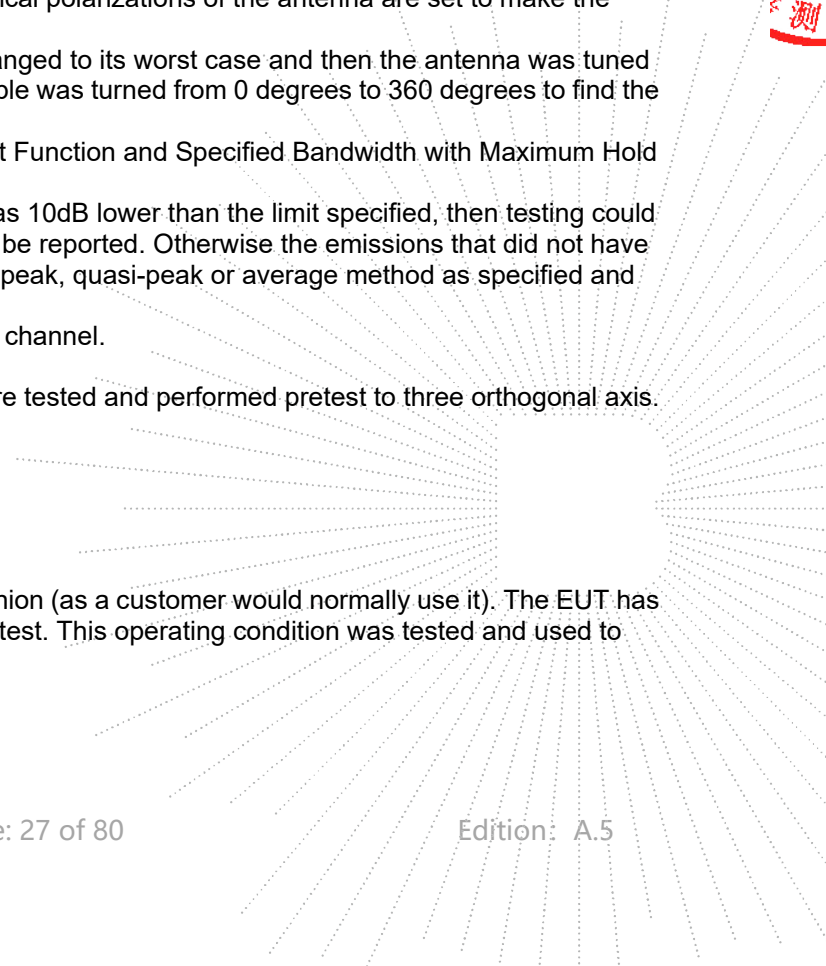 polarizations of the antenna are set to make the
测
anged to its worst case and then the antenna was tuned
ble was turned from 0 degrees to 360 degrees to find the
t Function and Specified Bandwidth with Maximum Hold
as 10dB lower than the limit specified, then testing could
be reported. Otherwise the emissions that did not have
peak, quasi-peak or average method as specified and
channel.
re tested and performed pretest to three orthogonal axis.
nion (as a customer would normally use it). The EUT has
test. This operating condition was tested and used to
e: 27 of 80
Edition: A.5